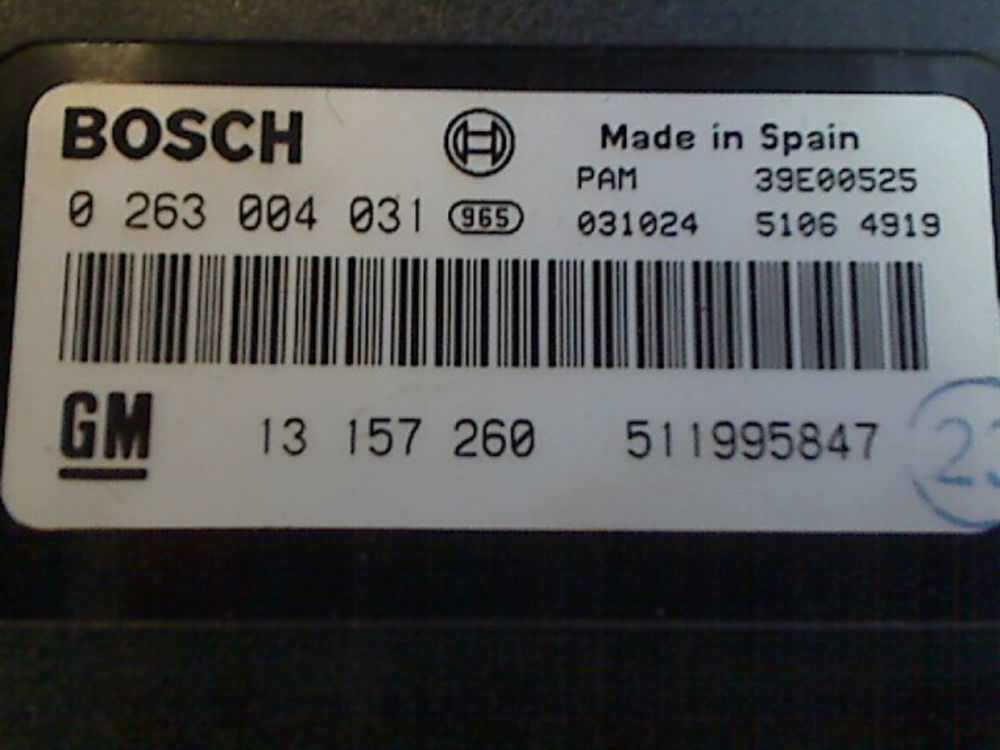 BOSCH
Made in Spain
PAM 39E00525
0 263 004 031 965 031024 5106 4919
GM 13 157 260 511995847